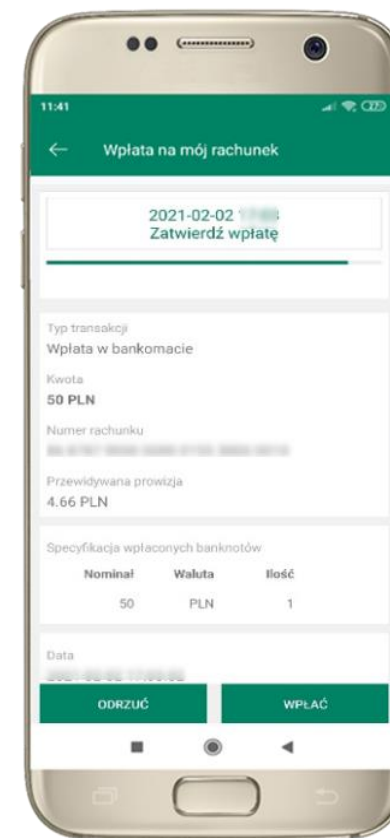 11:41
Wpłata na mój rachunek
2021-02-02
Zatwierdź wpłatę
Typ transakcji
Wpłata w bankomacie
Kwota
50 PLN
Numer rachunku
Przewidywana prowizja
4.66 PLN
Specyfikacja wpłaconych banknotów
Nominał Waluta Ilość
50 PLN 1
Data
ODRZUĆ WPŁAĆ